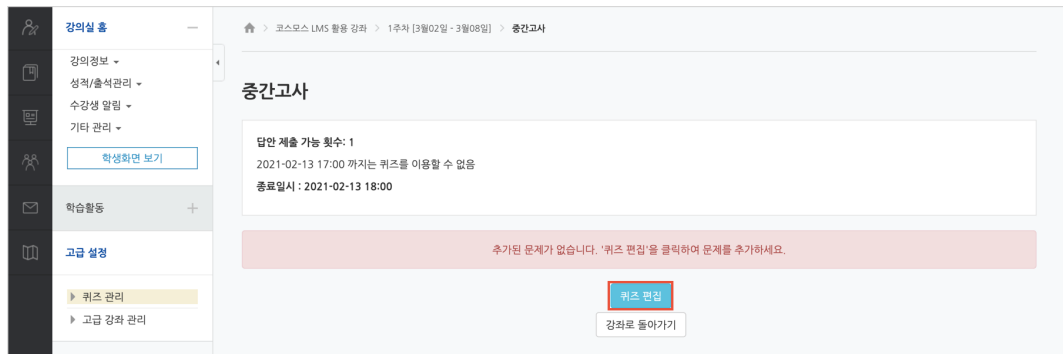 강의실 홈
강의정보
성적/출석관리
수강생 알림
기타 관리
학생화면 보기
학습활동
고급 설정
퀴즈 관리
고급 강좌 관리
코스모스 LMS 활용 강좌 > 1주차 [3월02일 - 3월08일] > 중간고사
중간고사
답안 제출 가능 횟수: 1
2021-02-13 17:00 까지는 퀴즈를 이용할 수 없음
종료일시 : 2021-02-13 18:00
추가된 문제가 없습니다. '퀴즈 편집'을 클릭하여 문제를 추가하세요.
퀴즈 편집
강좌로 돌아가기